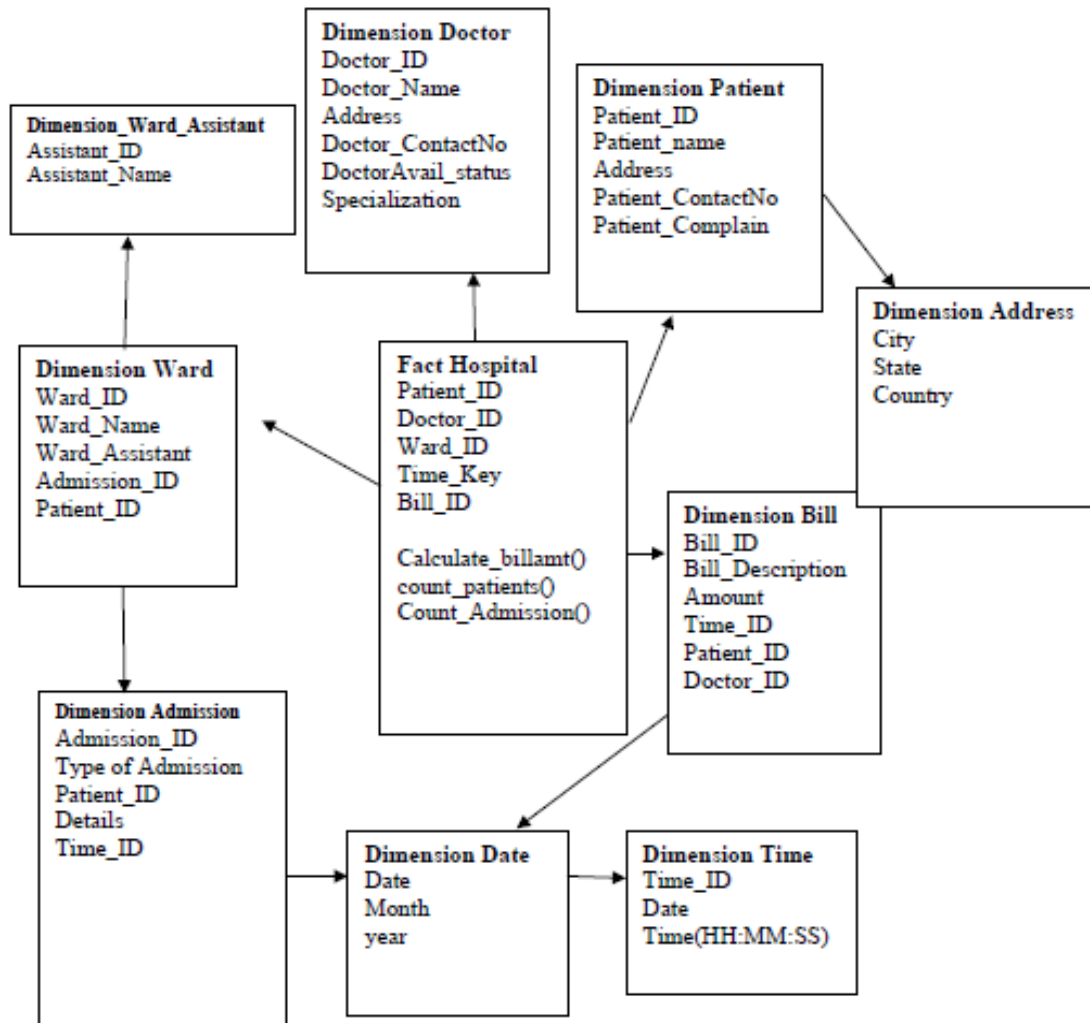 Dimension Doctor
Doctor_ID
Doctor_Name
Address
Doctor_ContactNo
DoctorAvail_status
Specialization
Dimension Patient
Patient_ID
Patient_name
Address
Patient_ContactNo
Patient_Complain
Dimension_Ward_Assistant
Assistant_ID
Assistant_Name
Dimension Address
City
State
Country
Dimension Ward
Ward_ID
Ward_Name
Ward_Assistant
Admission_ID
Patient_ID
Fact Hospital
Patient_ID
Doctor_ID
Ward_ID
Time_Key
Bill_ID
Calculate_billamt()
count_patients()
Count_Admission()
Dimension Bill
Bill_ID
Bill_Description
Amount
Time_ID
Patient_ID
Doctor_ID
Dimension Admission
Admission_ID
Type of Admission
Patient_ID
Details
Time_ID
Dimension Date
Date
Month
year
Dimension Time
Time_ID
Date
Time(HH:MM:SS)